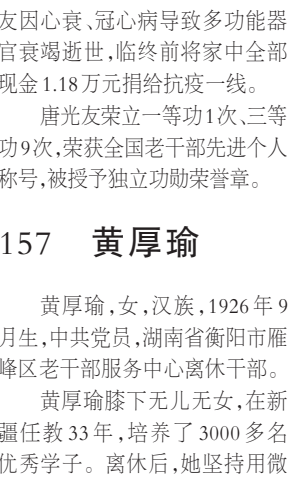 友因心衰、冠心病导致多功能器
官衰竭逝世,临终前将家中全部
现金1.18万元捐给抗疫一线。
唐光友荣立一等功1次、三等
功9次,荣获全国老干部先进个人
称号,被授予独立功勋荣誉章。
157 黄厚瑜
黄厚瑜,女,汉族,1926年9
月生,中共党员,湖南省衡阳市雁
峰区老干部服务中心离休干部。
黄厚瑜膝下无儿无女,在新
疆任教33年,培养了3000多名
优秀学子。离休后,她坚持用微